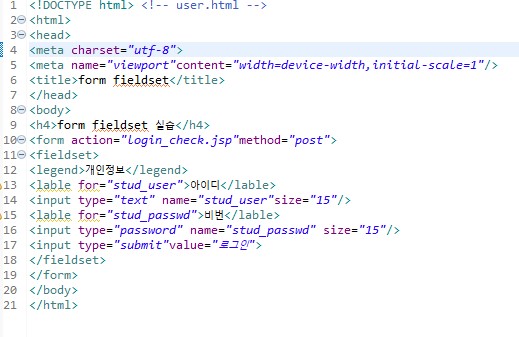 1 <!DOCTYPE html> <!-- user.html -->
2 <html>
3 <head>
4 <meta charset="utf-8">
5 <meta name="viewport"content="width=device-width,initial-scale=1"/>
6 <title>form fieldset</title>
7 </head>
8 <body>
9 <h4>form fieldset 실습</h4>
10 <form action="login_check.jsp"method="post">
11 <fieldset>
12 <legend>개인정보</legend>
13 <lable for="stud_user">아이디</lable>
14 <input type="text" name="stud_user"size="15"/>
15 <lable for="stud_passwd">비번</lable>
16 <input type="password" name="stud_passwd" size="15"/>
17 <input type="submit"value="로그인">
18 </fieldset>
19 </form>
20 </body>
21 </html>